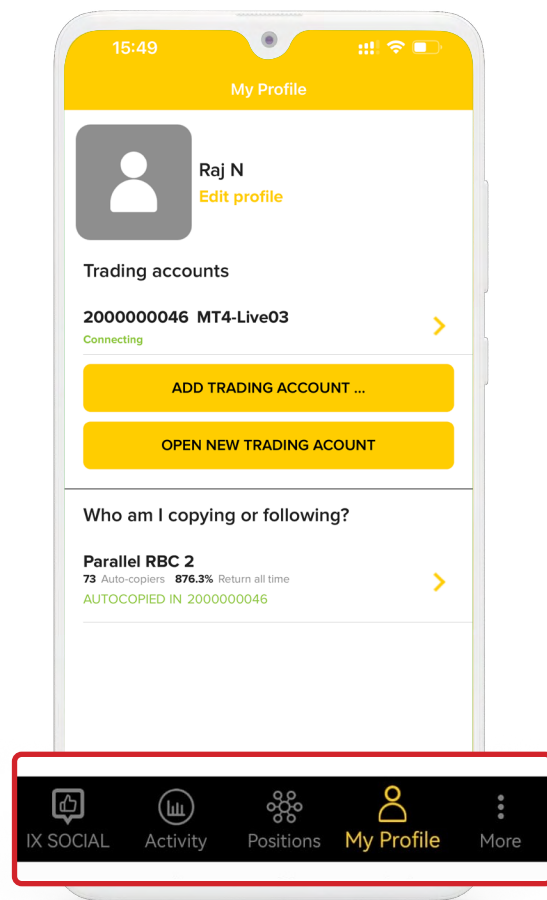 15:49
My Profile
Raj N
Edit profile
Trading accounts
2000000046 MT4-Live03
Connecting
ADD TRADING ACCOUNT ...
OPEN NEW TRADING ACOUNT
Who am I copying or following?
Parallel RBC 2
73 Auto-copiers 876.3% Return all time
AUTOCOPIED IN 2000000046
IX SOCIAL Activity Positions My Profile More